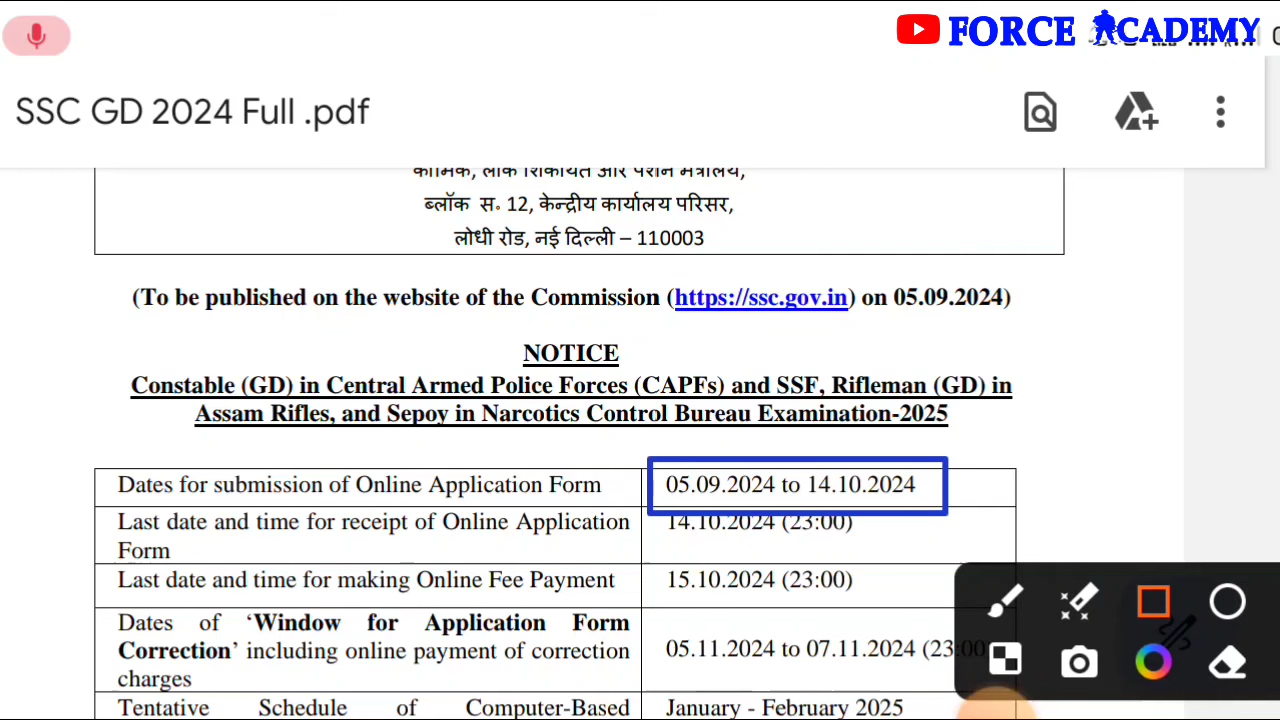 FORCE ACADEMY
SSC GD 2024 Full .pdf
कार्मिक, लोक शिकायत और पेंशन मंत्रालय,
ब्लॉक स॰ 12, केन्द्रीय कार्यालय परिसर,
लोधी रोड, नई दिल्ली – 110003
(To be published on the website of the Commission (https://ssc.gov.in) on 05.09.2024)
NOTICE
Constable (GD) in Central Armed Police Forces (CAPFs) and SSF, Rifleman (GD) in
Assam Rifles, and Sepoy in Narcotics Control Bureau Examination-2025
Dates for submission of Online Application Form 05.09.2024 to 14.10.2024
Last date and time for receipt of Online Application 14.10.2024 (23:00)
Form
Last date and time for making Online Fee Payment 15.10.2024 (23:00)
Dates of ‘Window for Application Form
Correction’ including online payment of correction 05.11.2024 to 07.11.2024 (23:00
charges
Tentative Schedule of Computer-Based January - February 2025